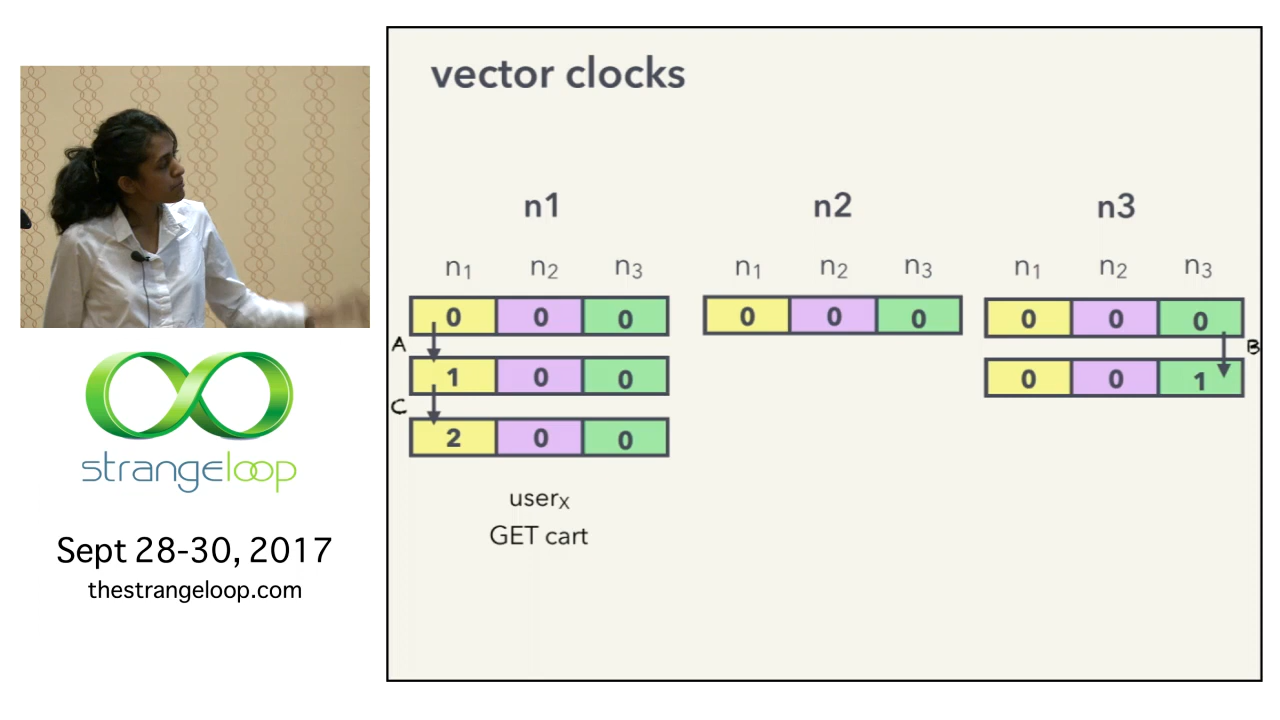 vector clocks
n1 n2 n3
n₁ n₂ n₃ n₁ n₂ n₃ n₁ n₂ n₃
0 0 0 0 0 0 0 0 0
A B
1 0 0 0 0 1
C
2 0 0
userₓ
GET cart
strangeloop
Sept 28-30, 2017
thestrangeloop.com